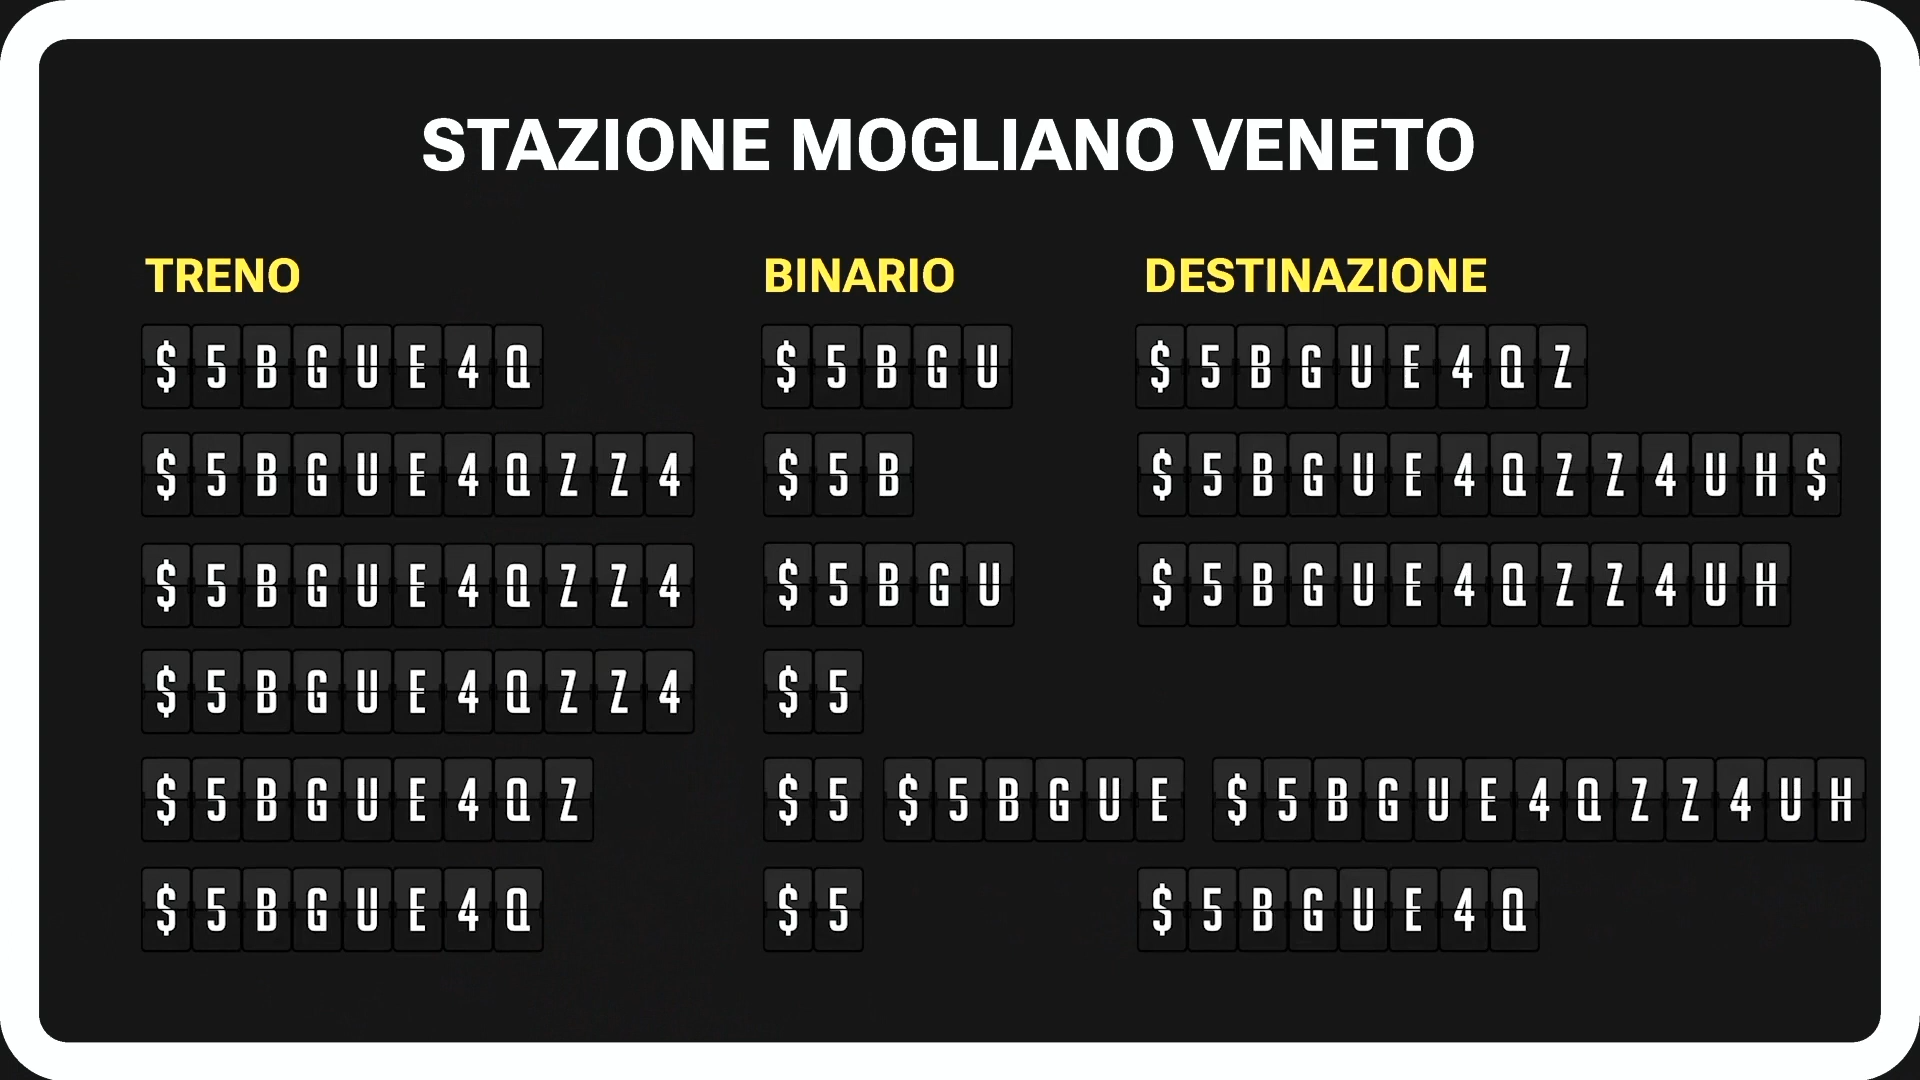 STAZIONE MOGLIANO VENETO
TRENO BINARIO DESTINAZIONE
$5BGUE4Q $5BGU $5BGUE4QZ
$5BGUE4QZZ4 $5B $5BGUE4QZZ4UH$
$5BGUE4QZZ4 $5BGU $5BGUE4QZZ4UH
$5BGUE4QZZ4 $5
$5BGUE4QZ $5 $5BGUE $5BGUE4QZZ4UH
$5BGUE4Q $5 $5BGUE4Q